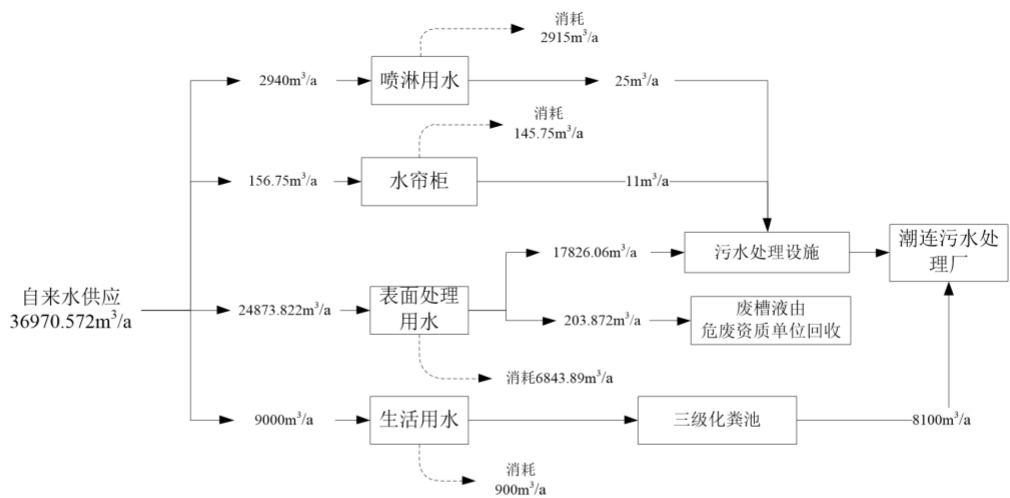 消耗
2915m³/a
2940m³/a
喷淋用水
25m³/a
消耗
145.75m³/a
156.75m³/a
水帘柜
11m³/a
17826.06m³/a
污水处理设施
潮连污水处
理厂
自来水供应
36970.572m³/a
24873.822m³/a
表面处理
用水
203.872m³/a
废槽液由
危废资质单位回收
消耗6843.89m³/a
9000m³/a
生活用水
三级化粪池
8100m³/a
消耗
900m³/a